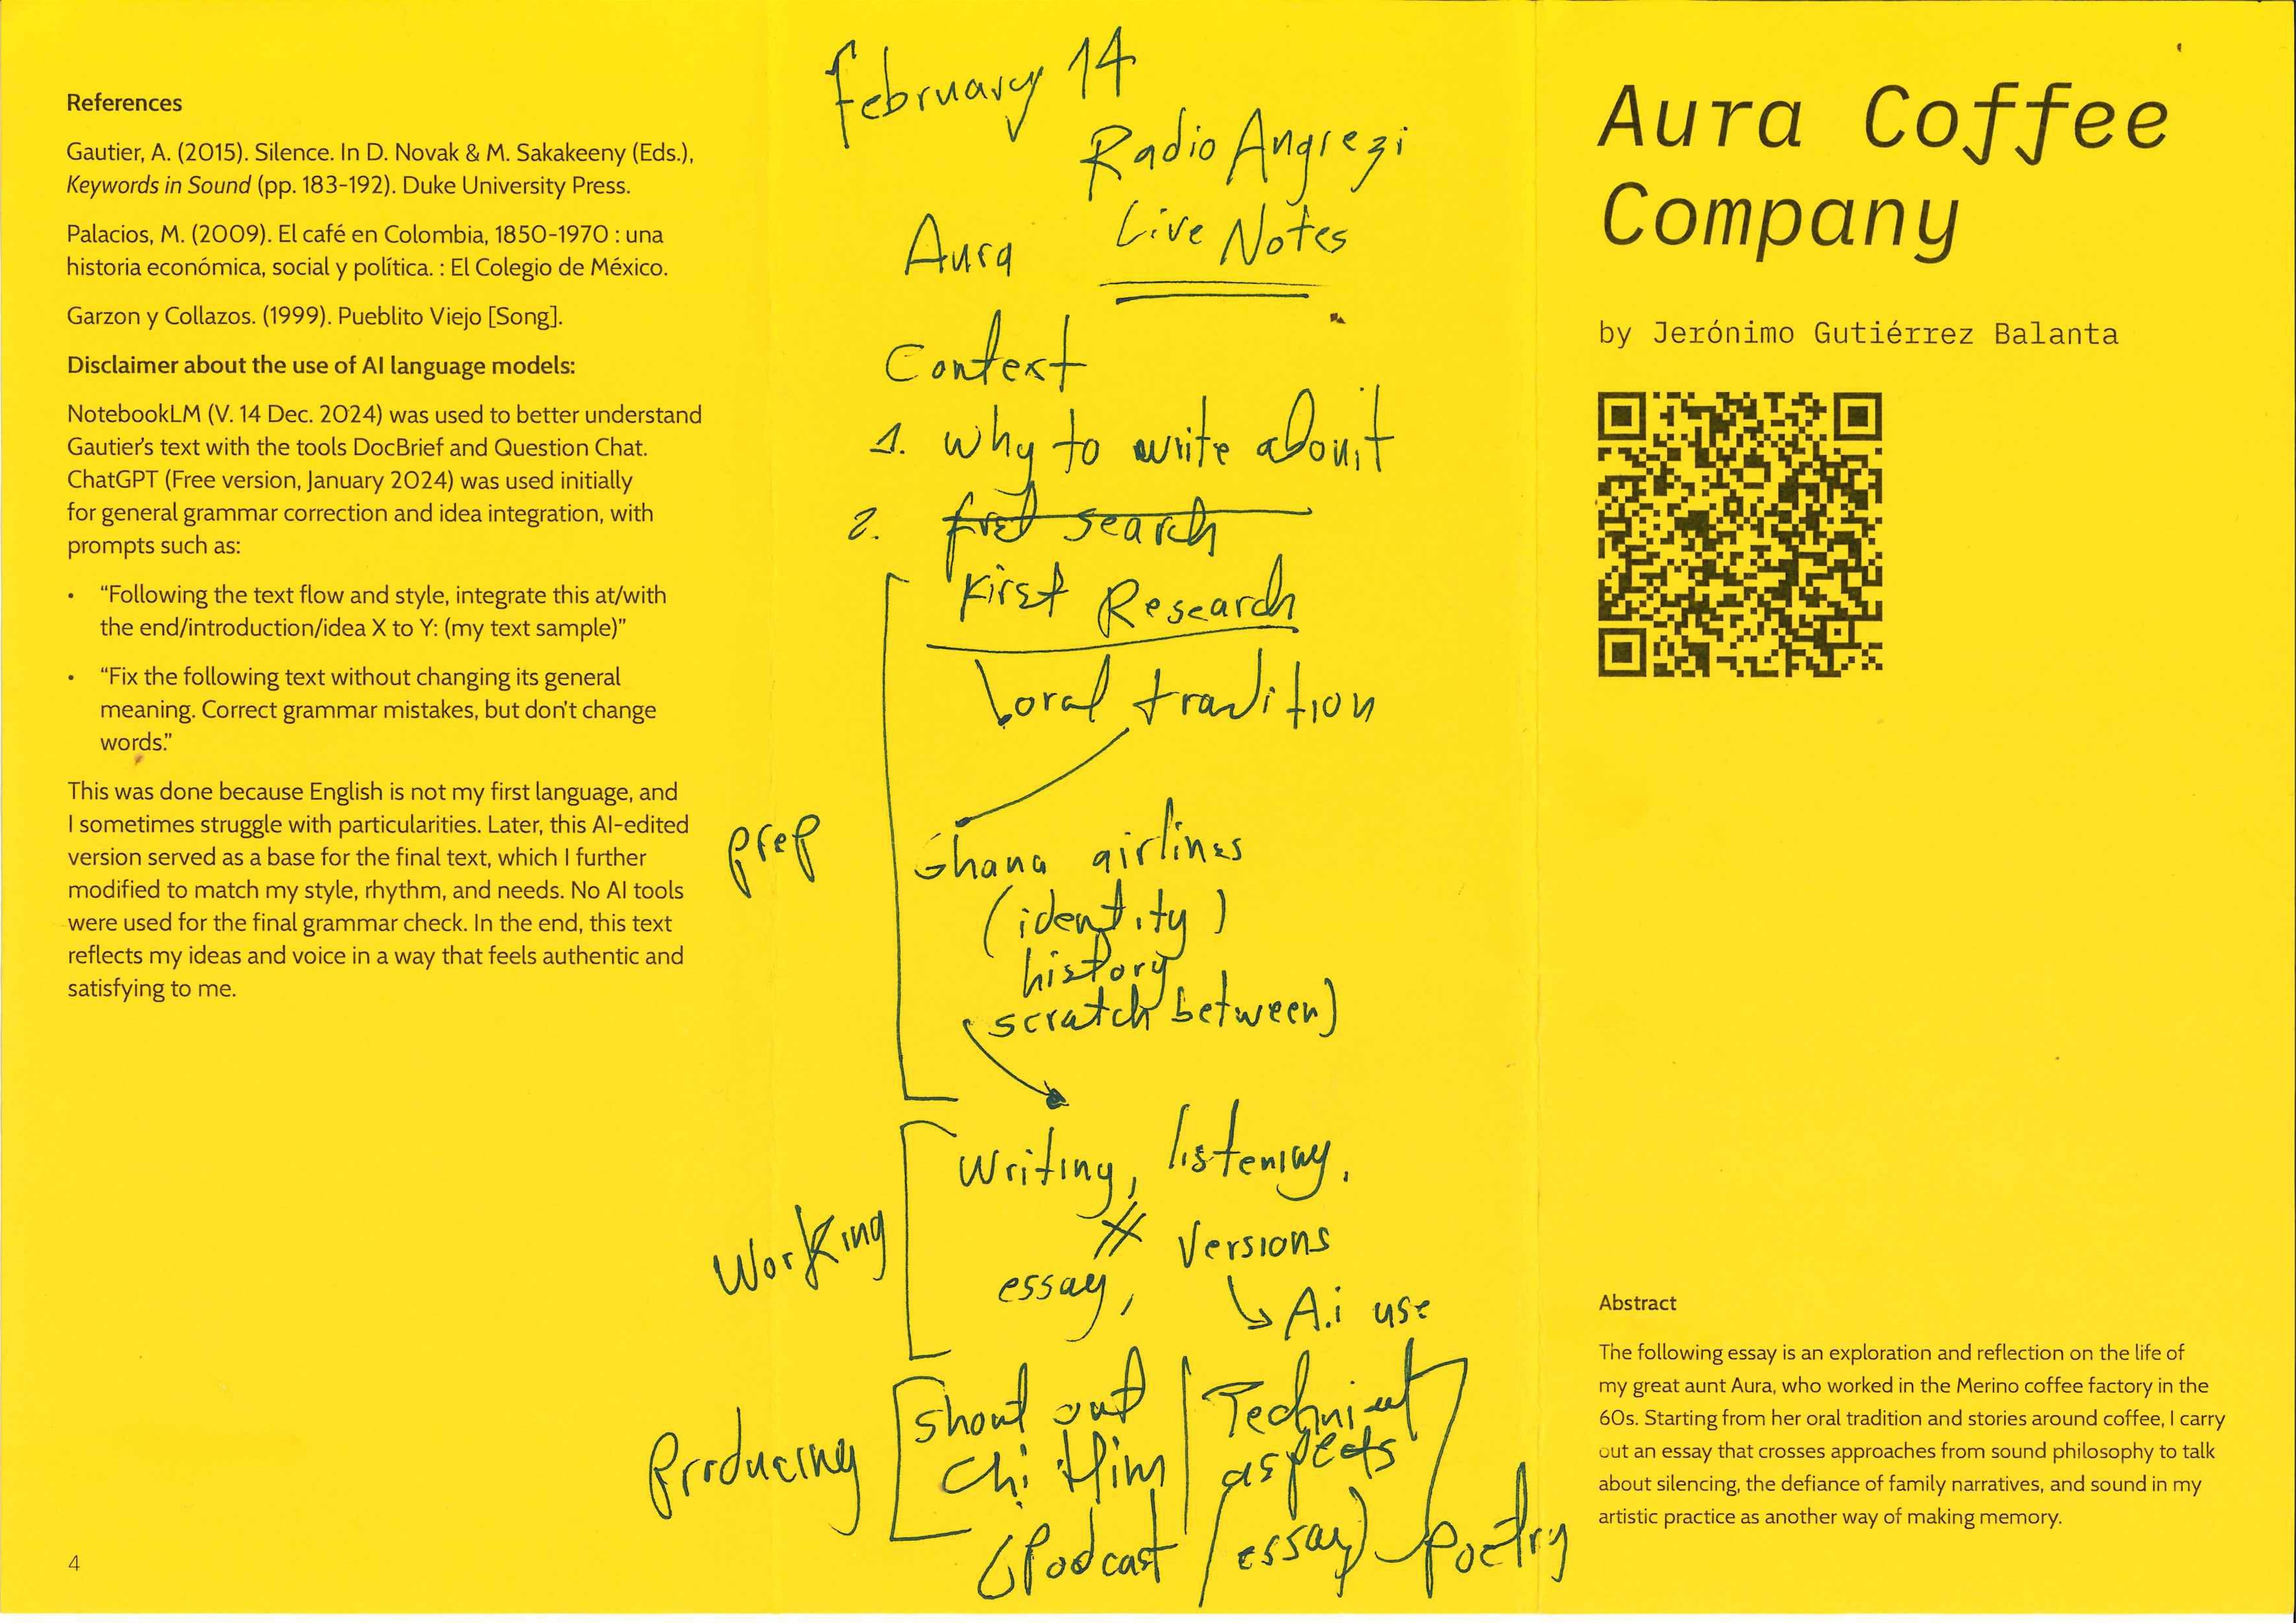 References
Gautier, A. (2015). Silence. In D. Novak & M. Sakakeeny (Eds.),
Keywords in Sound (pp. 183-192). Duke University Press.
Palacios, M. (2009). El café en Colombia, 1850-1970 : una
historia económica, social y política. : El Colegio de México.
Garzon y Collazos. (1999). Pueblito Viejo [Song].
Disclaimer about the use of AI language models:
NotebookLM (V. 14 Dec. 2024) was used to better understand
Gautier's text with the tools DocBrief and Question Chat.
ChatGPT (Free version, January 2024) was used initially
for general grammar correction and idea integration, with
prompts such as:
• “Following the text flow and style, integrate this at/with
the end/introduction/idea X to Y: (my text sample)”
• “Fix the following text without changing its general
meaning. Correct grammar mistakes, but don't change
words.”
This was done because English is not my first language, and
I sometimes struggle with particularities. Later, this AI-edited
version served as a base for the final text, which I further
modified to match my style, rhythm, and needs. No AI tools
were used for the final grammar check. In the end, this text
reflects my ideas and voice in a way that feels authentic and
satisfying to me.
4
february 14
Radio Angrezi
Aura Live Notes
Context
1. why to write about it
2. search
First Research
oral tradition
prep
Ghana airlines
(identity)
history
scratch between)
Writing, listening,
# versions
Working
essay,
A.i use
Producing
Shout out
Chi Him
Technical
aspects
(Podcast / essay) Poetry
Aura Coffee
Company
by Jerónimo Gutiérrez Balanta
Abstract
The following essay is an exploration and reflection on the life of
my great aunt Aura, who worked in the Merino coffee factory in the
60s. Starting from her oral tradition and stories around coffee, I carry
out an essay that crosses approaches from sound philosophy to talk
about silencing, the defiance of family narratives, and sound in my
artistic practice as another way of making memory.